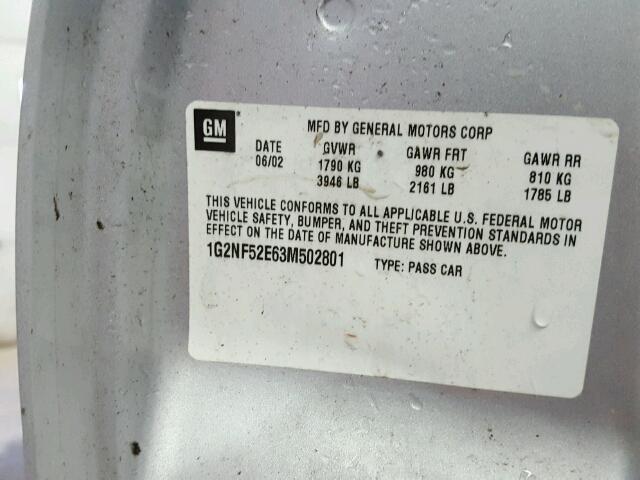 GM
MFD BY GENERAL MOTORS CORP
DATE GVWR GAWR FRT GAWR RR
06/02 1790 KG 980 KG 810 KG
3946 LB 2161 LB 1785 LB
THIS VEHICLE CONFORMS TO ALL APPLICABLE U.S. FEDERAL MOTOR
VEHICLE SAFETY, BUMPER, AND THEFT PREVENTION STANDARDS IN
EFFECT ON THE DATE OF MANUFACTURE SHOWN ABOVE.
1G2NF52E63M502801 TYPE: PASS CAR